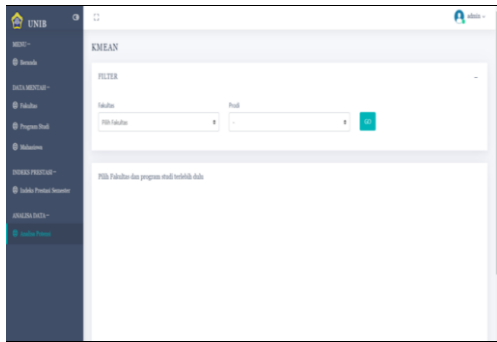 UNIB
admin
MENU
Beranda
KMEAN
FILTER
DATA MENTAH
Fakultas
Prodi
Fakultas
Pilih Fakultas
-
GO
Program Studi
Mahasiswa
INDEKS PRESTASI
Pilih Fakultas dan program studi terlebih dulu
Indeks Prestasi Semester
ANALISA DATA
Analisa